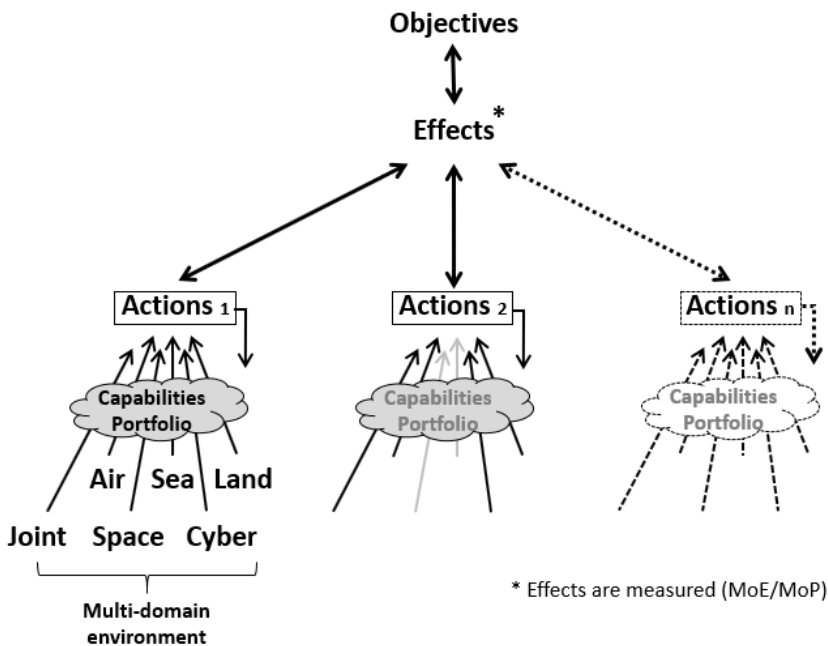 Objectives
Effects*
Actions 1
Actions 2
Actions n
Capabilities
Portfolio
Capabilities
Portfolio
Capabilities
Portfolio
Air Sea Land
Joint Space Cyber
Multi-domain
environment
* Effects are measured (MoE/MoP)